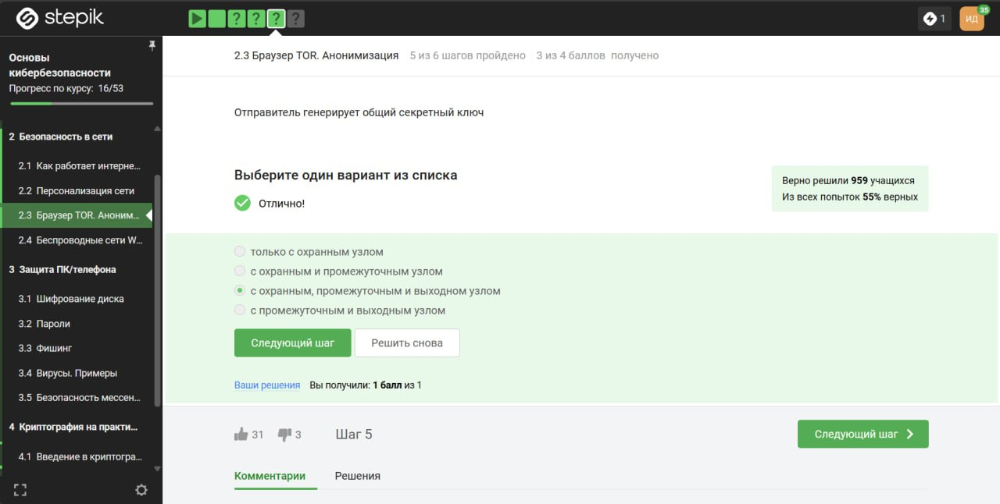 stepik
? ? ? ?
1
ИД
35
Основы
кибербезопасности
Прогресс по курсу: 16/53
2 Безопасность в сети
2.1 Как работает интерне...
2.2 Персонализация сети
2.3 Браузер TOR. Аноним...
2.4 Беспроводные сети W...
3 Защита ПК/телефона
3.1 Шифрование диска
3.2 Пароли
3.3 Фишинг
3.4 Вирусы. Примеры
3.5 Безопасность мессен...
4 Криптография на практи...
4.1 Введение в криптогра...
2.3 Браузер TOR. Анонимизация 5 из 6 шагов пройдено 3 из 4 баллов получено
Отправитель генерирует общий секретный ключ
Выберите один вариант из списка
Отлично!
Верно решили 959 учащихся
Из всех попыток 55% верных
только с охранным узлом
с охранным и промежуточным узлом
с охранным, промежуточным и выходном узлом
с промежуточным и выходным узлом
Следующий шаг Решить снова
Ваши решения Вы получили: 1 балл из 1
31 3 Шаг 5 Следующий шаг
Комментарии Решения